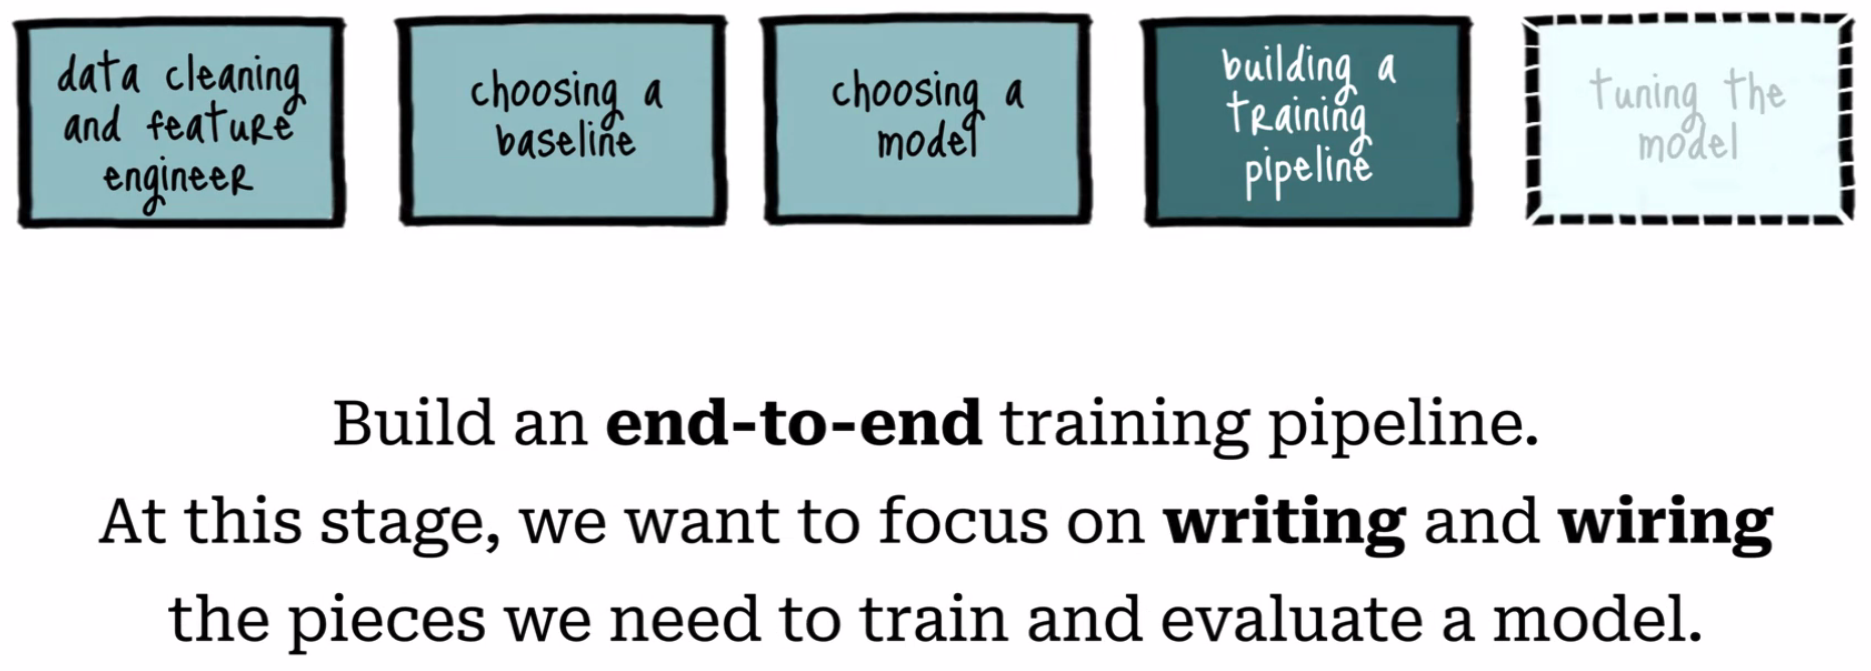 data cleaning
and feature
engineer
choosing a
baseline
choosing a
model
building a
training
pipeline
tuning the
model
Build an end-to-end training pipeline.
At this stage, we want to focus on writing and wiring
the pieces we need to train and evaluate a model.